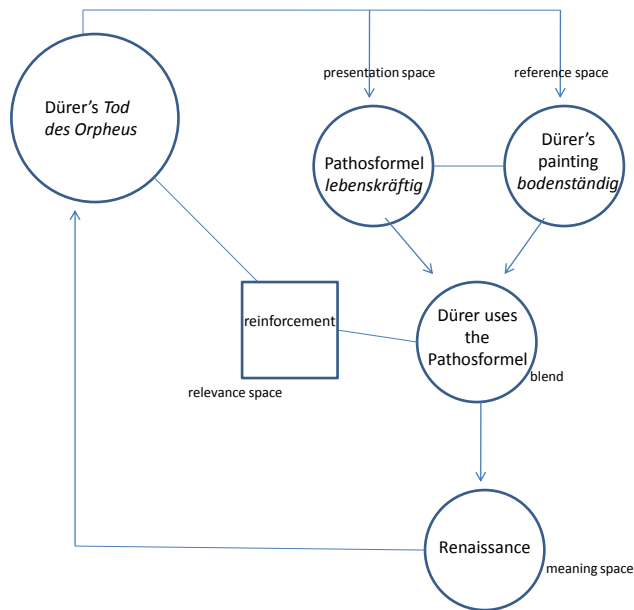 presentation space
reference space
Dürer's Tod
des Orpheus
Pathosformel
lebenskräftig
Dürer's
painting
bodenständig
reinforcement
relevance space
Dürer uses
the
Pathosformel
blend
Renaissance
meaning space